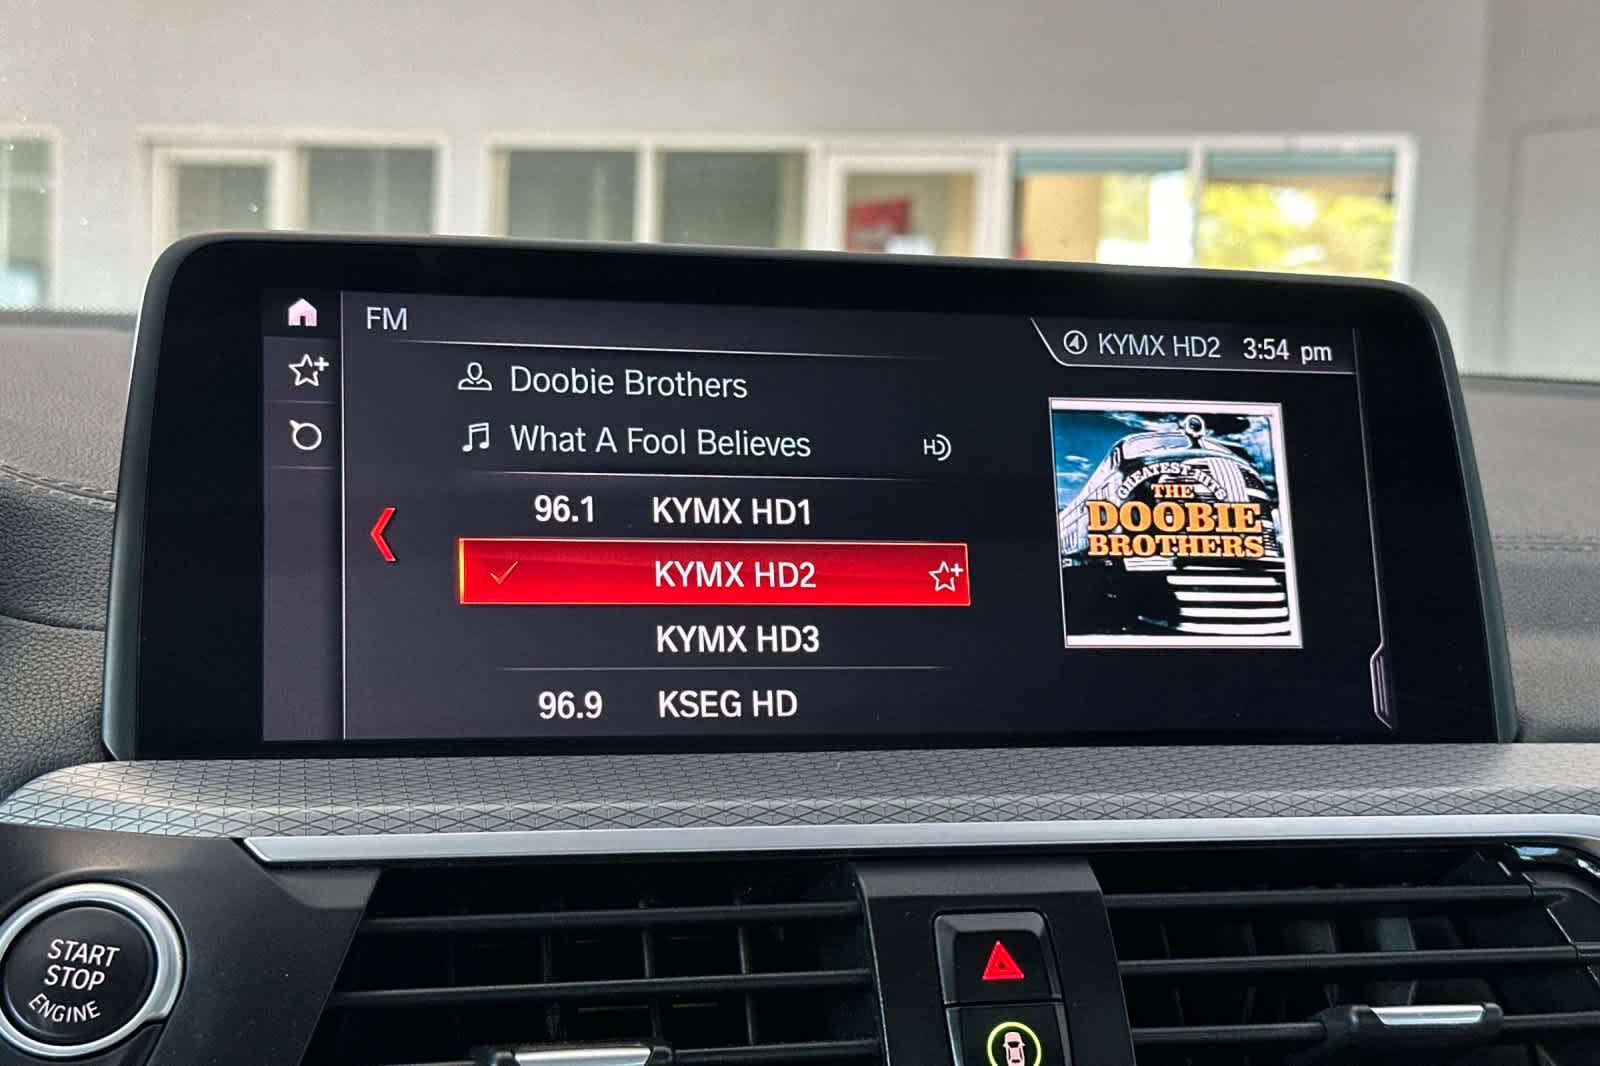 FM
KYMX HD2 3:54 pm
Doobie Brothers
What A Fool Believes HD
96.1 KYMX HD1
KYMX HD2
KYMX HD3
96.9 KSEG HD
GREATEST HITS
THE
DOOBIE
BROTHERS
START
STOP
ENGINE